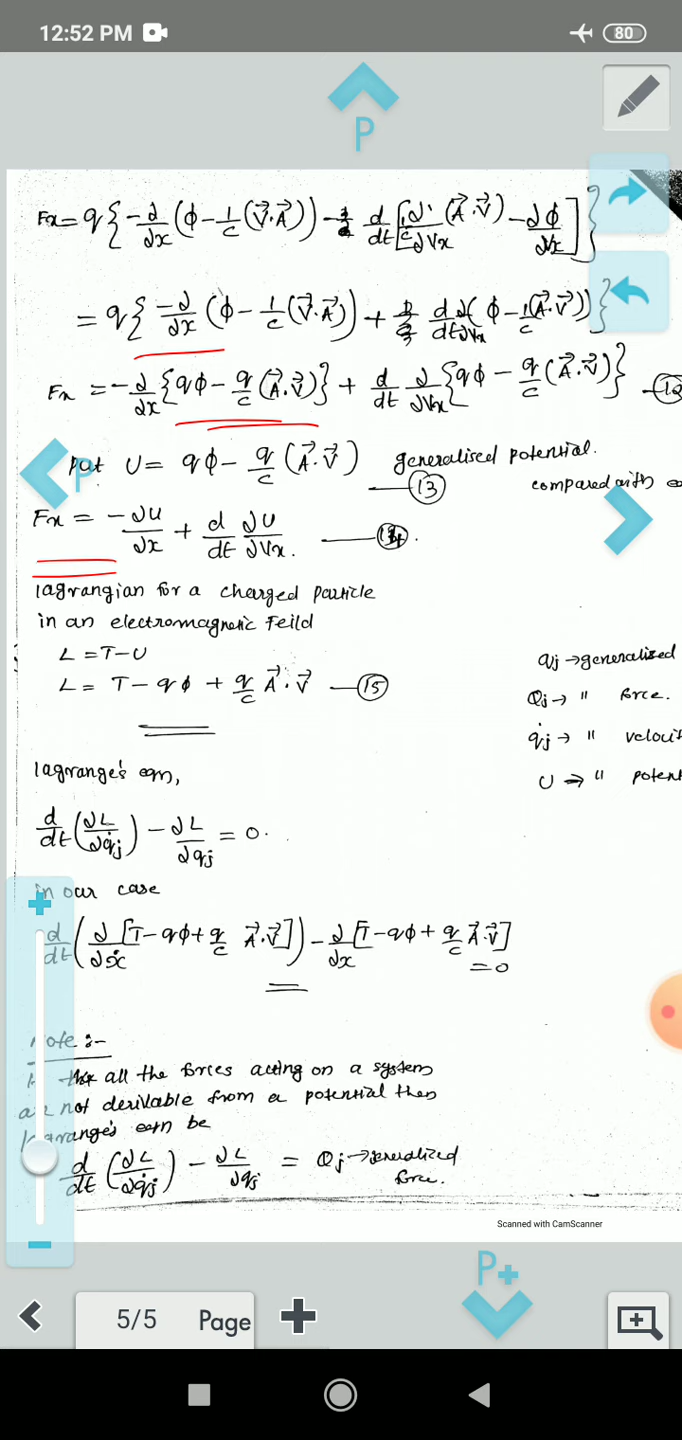 12:52 PM
80
P
Fx = q{-∂/∂x (φ - 1/c (V⃗.A⃗)) - d/dt [1/c ∂/∂Vx (A⃗.V⃗) - ∂φ/∂Vx]}
= q{-∂/∂x (φ - 1/c (V⃗.A⃗)) + d/dt ∂/∂Vx (φ - 1/c (A⃗.V⃗))}
Fx = -∂/∂x {qφ - q/c (A⃗.V⃗)} + d/dt ∂/∂Vx {qφ - q/c (A⃗.V⃗)}
P
Put U = qφ - q/c (A⃗.V⃗) generalised potential. — (13)
compared with
Fx = -∂U/∂x + d/dt ∂U/∂Vx. — (14)
lagrangian for a charged particle
in an electromagnetic Feild
L = T-U
L = T - qφ + q/c A⃗.V⃗ — (15)
qj → generalised
Qj → " force.
q̇j → " velocit
U → " potent
lagrange's eqn,
d/dt (∂L/∂q̇j) - ∂L/∂qj = 0.
in our case
d/dt (∂/∂ẋ [T - qφ + q/c A⃗.V⃗]) - ∂/∂x [T - qφ + q/c A⃗.V⃗] = 0
Note :-
all the forces acting on a system
are not derivable from a potential then
lagranges eqn be
d/dt (∂L/∂q̇j) - ∂L/∂qj = Qj → generalized force.
Scanned with CamScanner
P+
5/5 Page